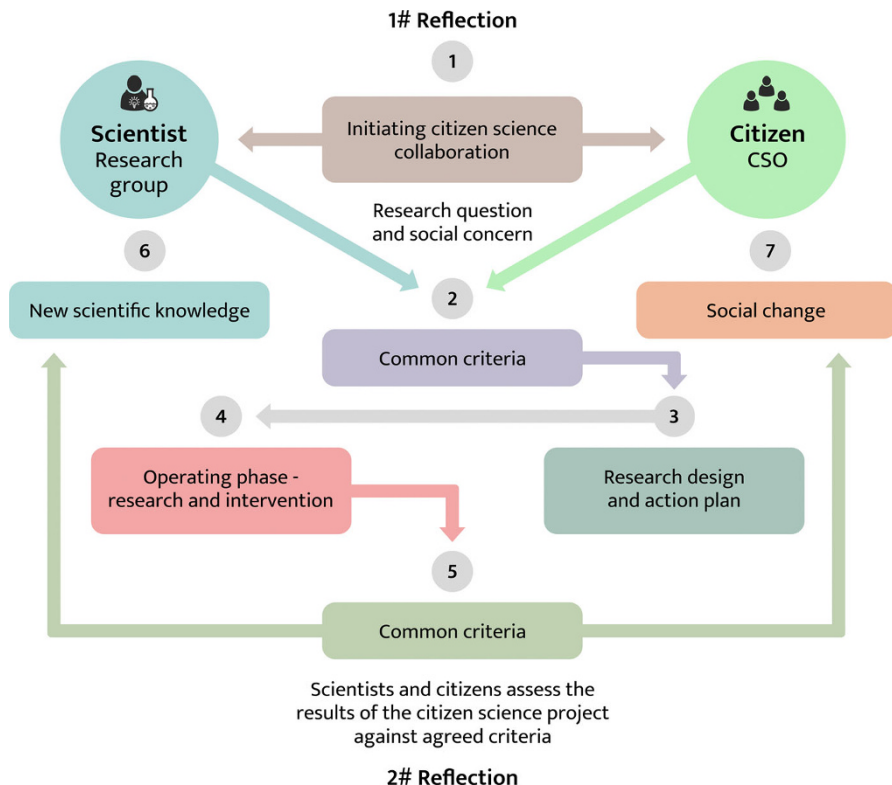 1# Reflection
1
Scientist
Research
group
Initiating citizen science
collaboration
Citizen
CSO
Research question
and social concern
6
7
New scientific knowledge
2
Social change
Common criteria
4
3
Operating phase -
research and intervention
Research design
and action plan
5
Common criteria
Scientists and citizens assess the
results of the citizen science project
against agreed criteria
2# Reflection